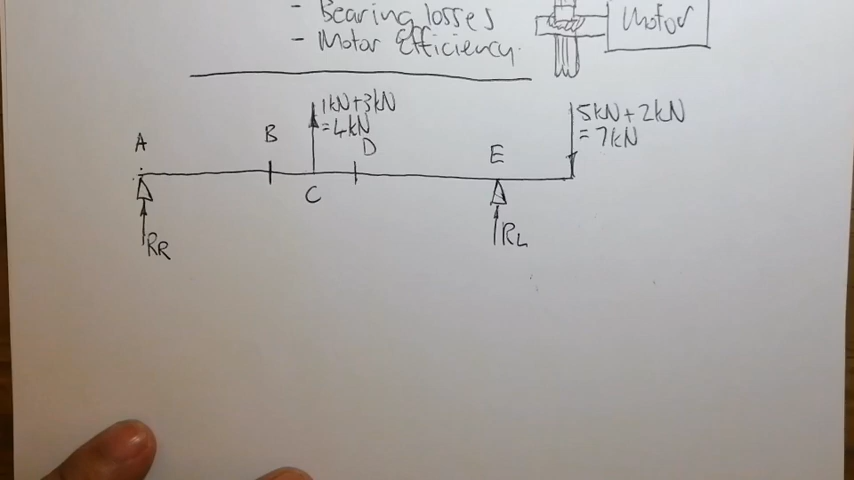 - Bearing losses
- Motor Efficiency.
Motor
1kN+3kN
=4kN
5kN+2kN
=7kN
A
B
C
D
E
RR
RL